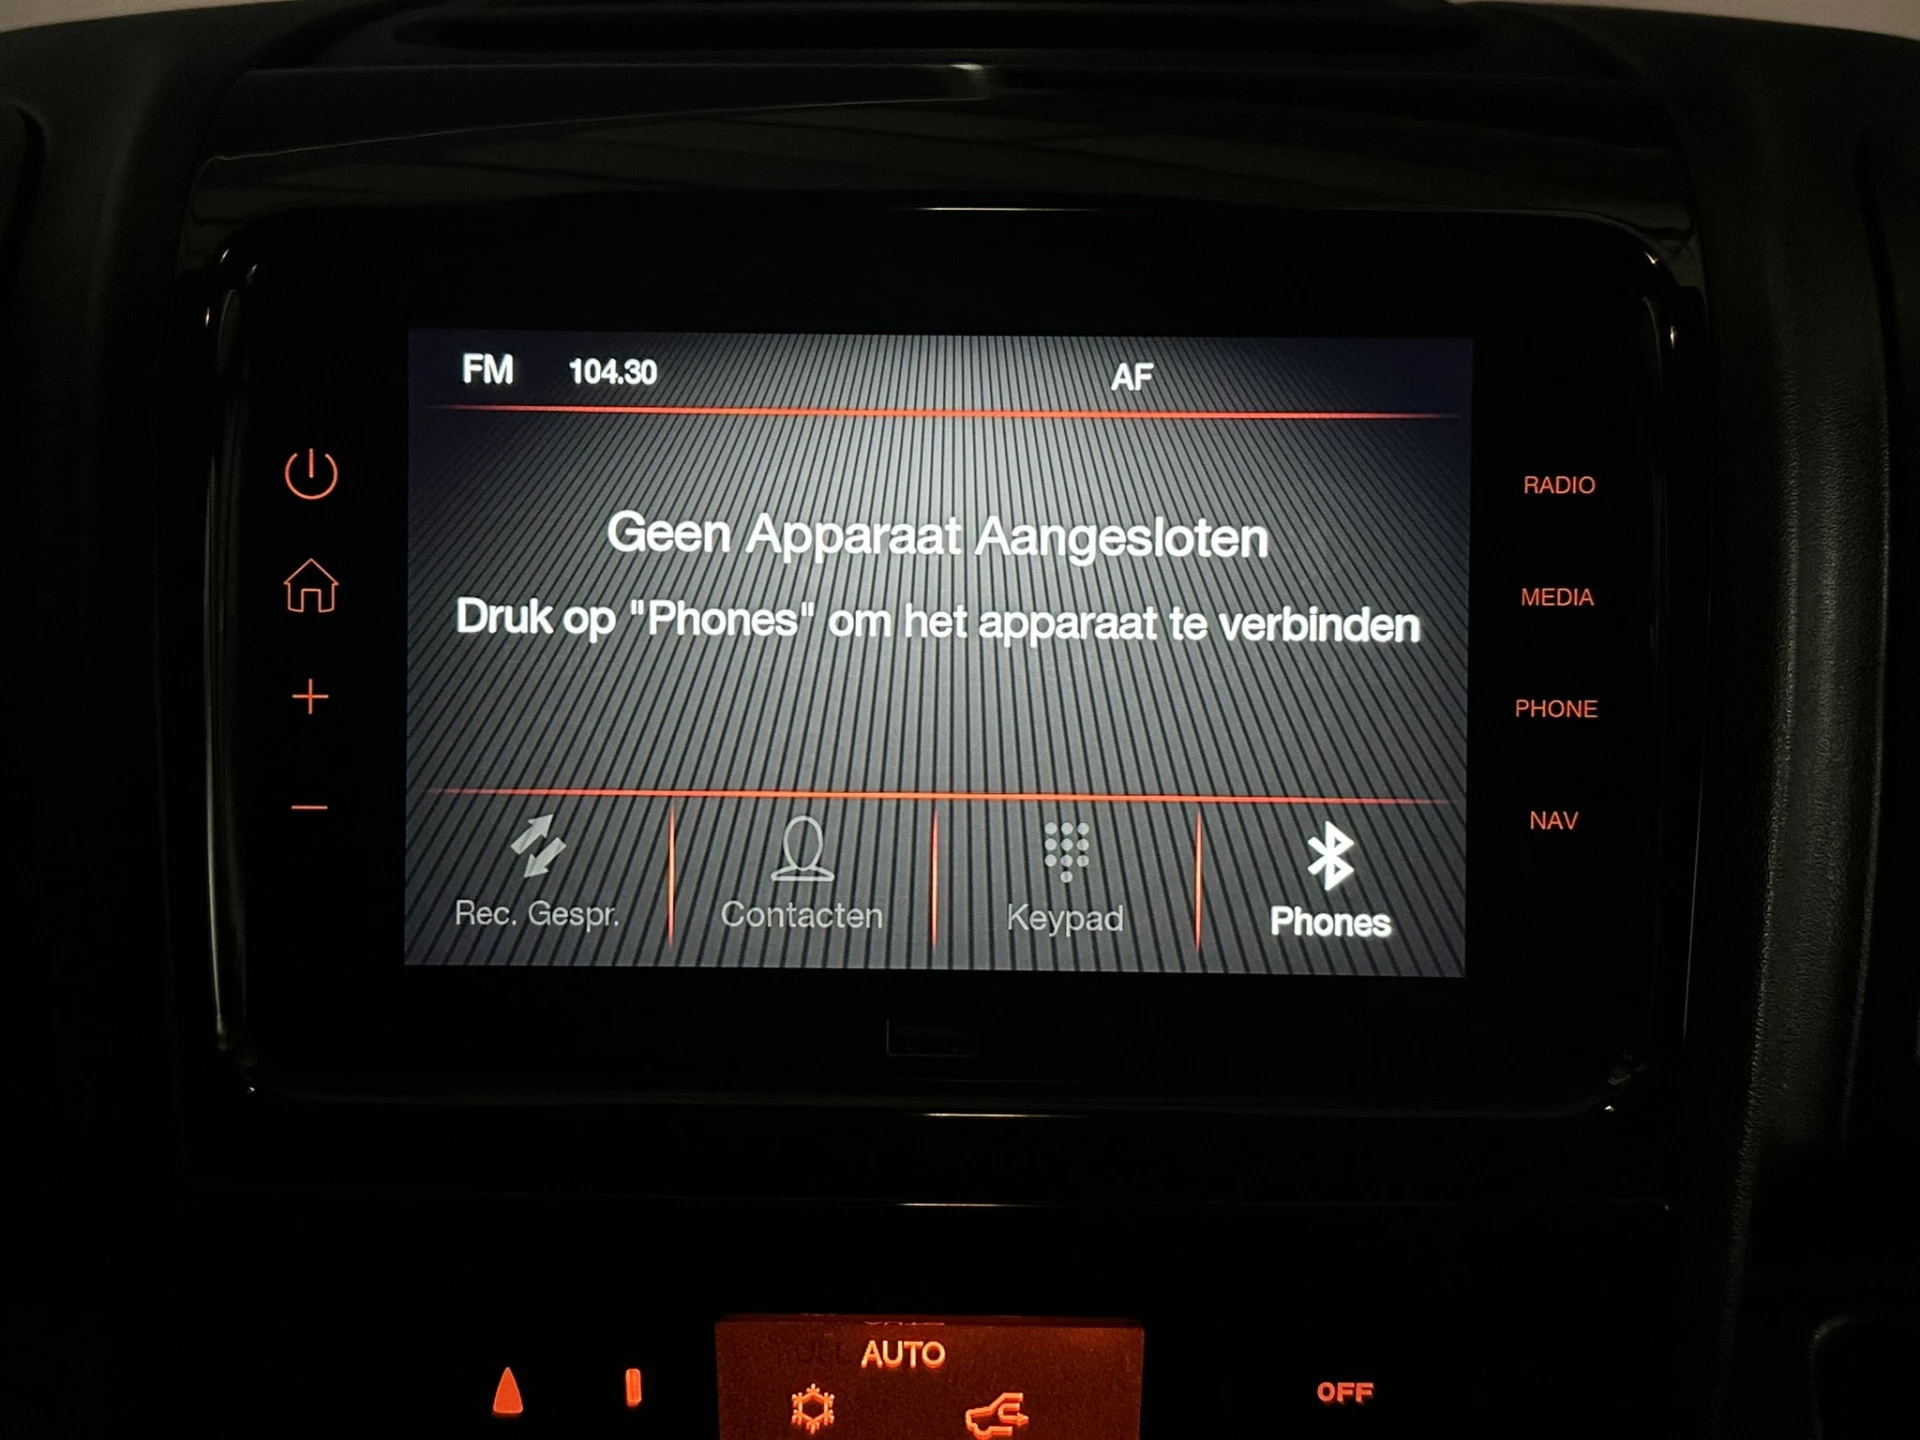 FM 104.30 AF
Geen Apparaat Aangesloten
Druk op "Phones" om het apparaat te verbinden
Rec. Gespr. Contacten Keypad Phones
RADIO
MEDIA
PHONE
NAV
AUTO
OFF